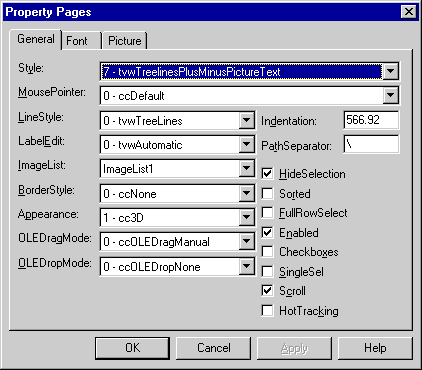 Property Pages
General Font Picture
Style: 7 - tvwTreelinesPlusMinusPictureText
MousePointer: 0 - ccDefault
LineStyle: 0 - tvwTreeLines Indentation: 566.92
LabelEdit: 0 - tvwAutomatic PathSeparator: \
ImageList: ImageList1 HideSelection
BorderStyle: 0 - ccNone Sorted
Appearance: 1 - cc3D FullRowSelect
OLEDragMode: 0 - ccOLEDragManual Enabled
OLEDropMode: 0 - ccOLEDropNone Checkboxes
SingleSel
Scroll
HotTracking
OK Cancel Apply Help